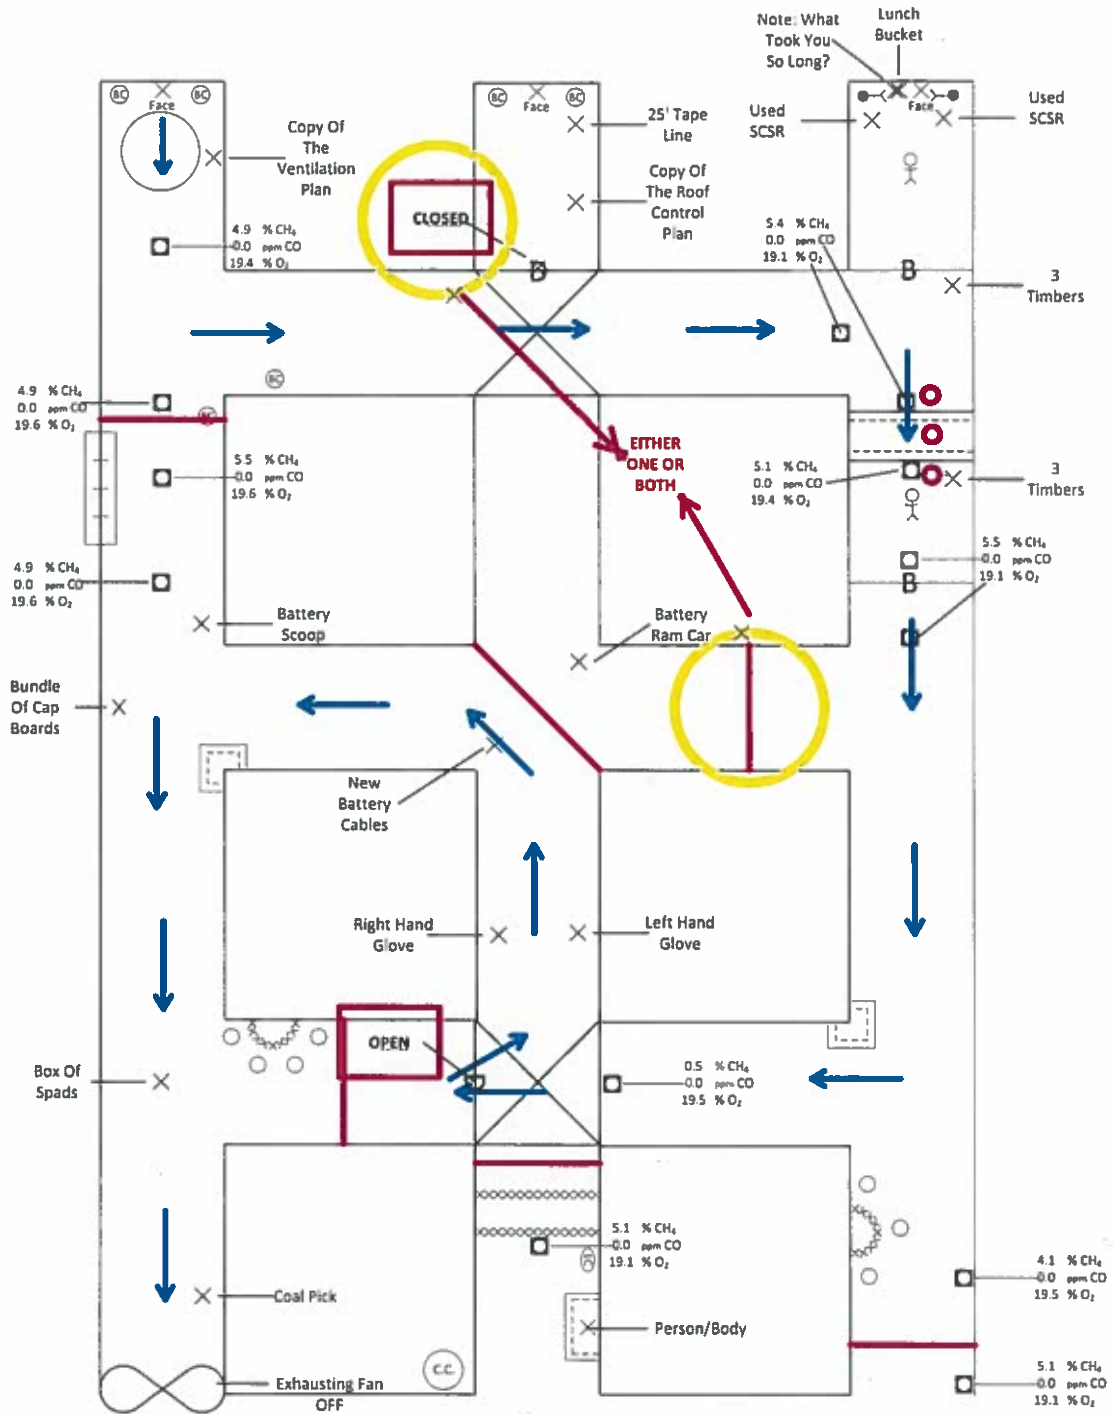 Note: What
Took You
So Long?
Lunch
Bucket
BC
Face
BC
BC
Face
BC
Face
Used
SCSR
Used
SCSR
Copy Of
The
Ventilation
Plan
25' Tape
Line
Copy Of
The Roof
Control
Plan
CLOSED
4.9 % CH₄
0.0 ppm CO
19.4 % O₂
5.4 % CH₄
0.0 ppm CO
19.1 % O₂
B
B
3
Timbers
BC
4.9 % CH₄
0.0 ppm CO
19.6 % O₂
BC
EITHER
ONE OR
BOTH
5.5 % CH₄
0.0 ppm CO
19.6 % O₂
5.1 % CH₄
0.0 ppm CO
19.4 % O₂
3
Timbers
4.9 % CH₄
0.0 ppm CO
19.6 % O₂
5.5 % CH₄
0.0 ppm CO
19.1 % O₂
B
Battery
Scoop
Battery
Ram Car
Bundle
Of Cap
Boards
New
Battery
Cables
Right Hand
Glove
Left Hand
Glove
OPEN
Box Of
Spads
0.5 % CH₄
0.0 ppm CO
19.5 % O₂
5.1 % CH₄
0.0 ppm CO
19.1 % O₂
4.1 % CH₄
0.0 ppm CO
19.5 % O₂
Coal Pick
Person/Body
C.C.
Exhausting Fan
OFF
5.1 % CH₄
0.0 ppm CO
19.1 % O₂